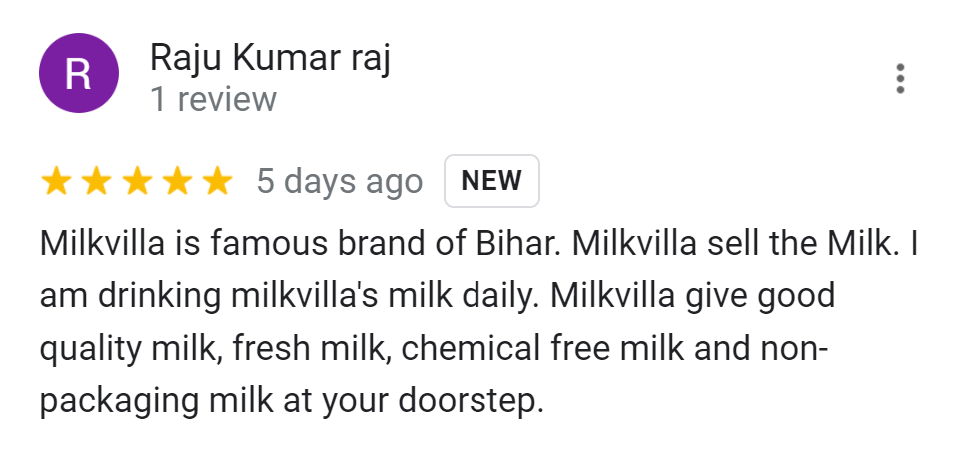 R
Raju Kumar raj
1 review
5 days ago NEW
Milkvilla is famous brand of Bihar. Milkvilla sell the Milk. I
am drinking milkvilla's milk daily. Milkvilla give good
quality milk, fresh milk, chemical free milk and non-
packaging milk at your doorstep.